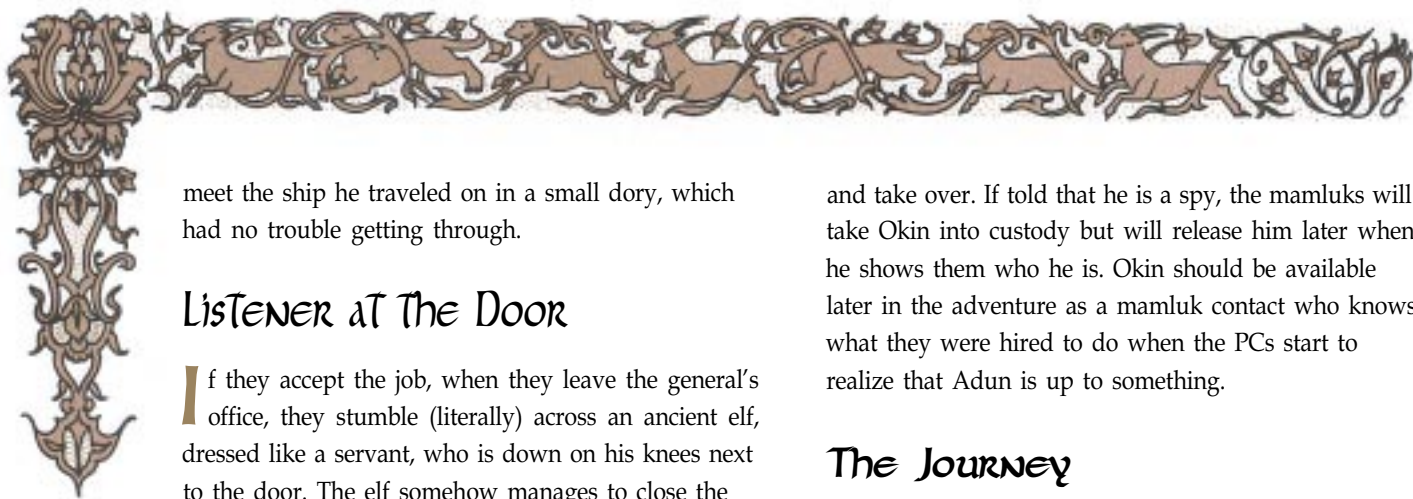 meet the ship he traveled on in a small dory, which
had no trouble getting through.
Listener at the Door
If they accept the job, when they leave the general's
office, they stumble (literally) across an ancient elf,
dressed like a servant, who is down on his knees next
to the door. The elf somehow manages to close the
and take over. If told that he is a spy, the mamluks will
take Okin into custody but will release him later when
he shows them who he is. Okin should be available
later in the adventure as a mamluk contact who knows
what they were hired to do when the PCs start to
realize that Adun is up to something.
The Journey